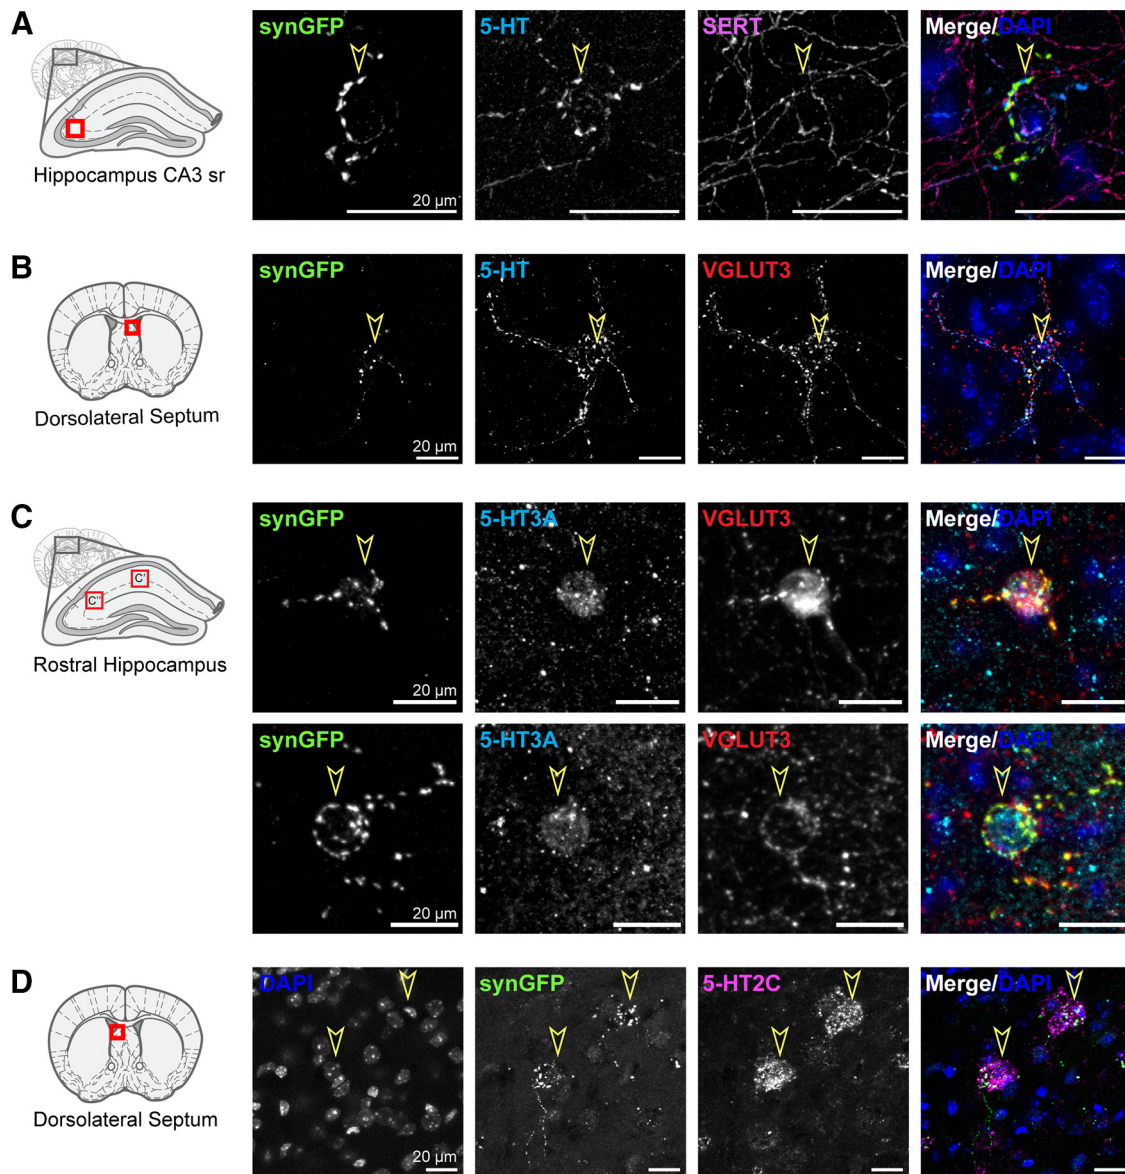 A
synGFP
5-HT
SERT
Merge/DAPI
20 µm
Hippocampus CA3 sr
B
synGFP
5-HT
VGLUT3
Merge/DAPI
20 µm
Dorsolateral Septum
C
synGFP
5-HT3A
VGLUT3
Merge/DAPI
C'
C''
20 µm
Rostral Hippocampus
synGFP
5-HT3A
VGLUT3
Merge/DAPI
20 µm
D
DAPI
synGFP
5-HT2C
Merge/DAPI
20 µm
Dorsolateral Septum